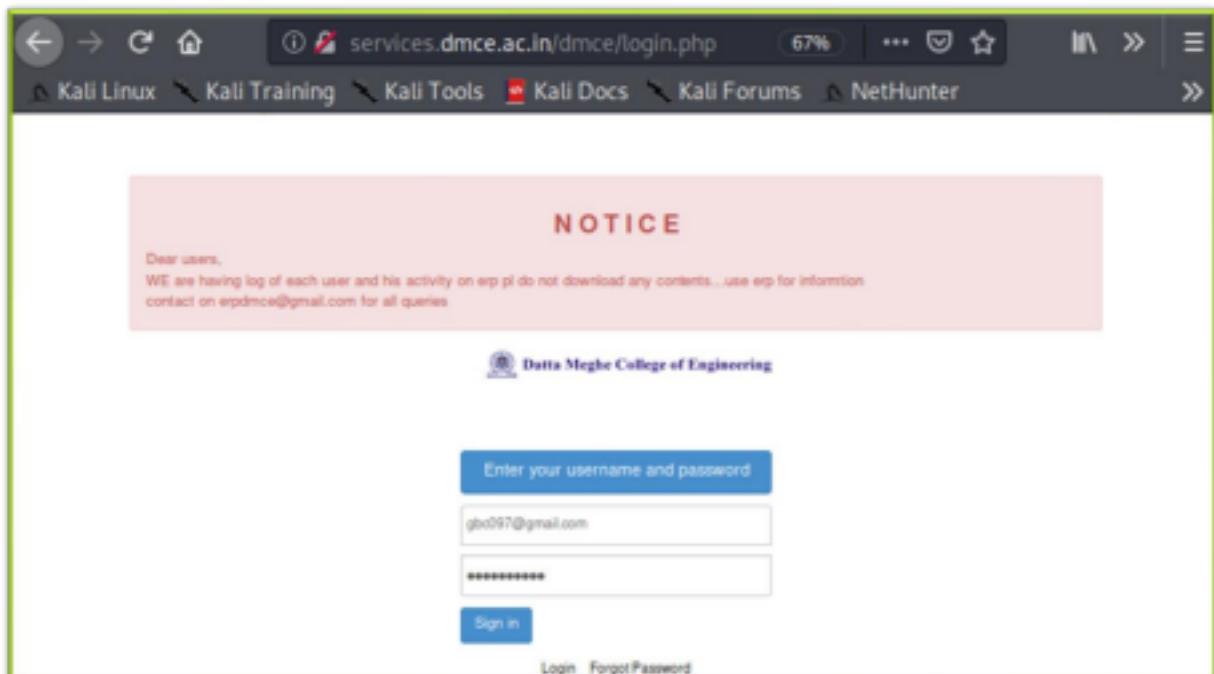 services.dmce.ac.in/dmce/login.php 67%
Kali Linux Kali Training Kali Tools Kali Docs Kali Forums NetHunter
NOTICE
Dear users,
WE are having log of each user and his activity on erp pl do not download any contents...use erp for informtion
contact on erpdmce@gmail.com for all queries
Datta Meghe College of Engineering
Enter your username and password
gbc097@gmail.com
Sign in
Login Forgot Password